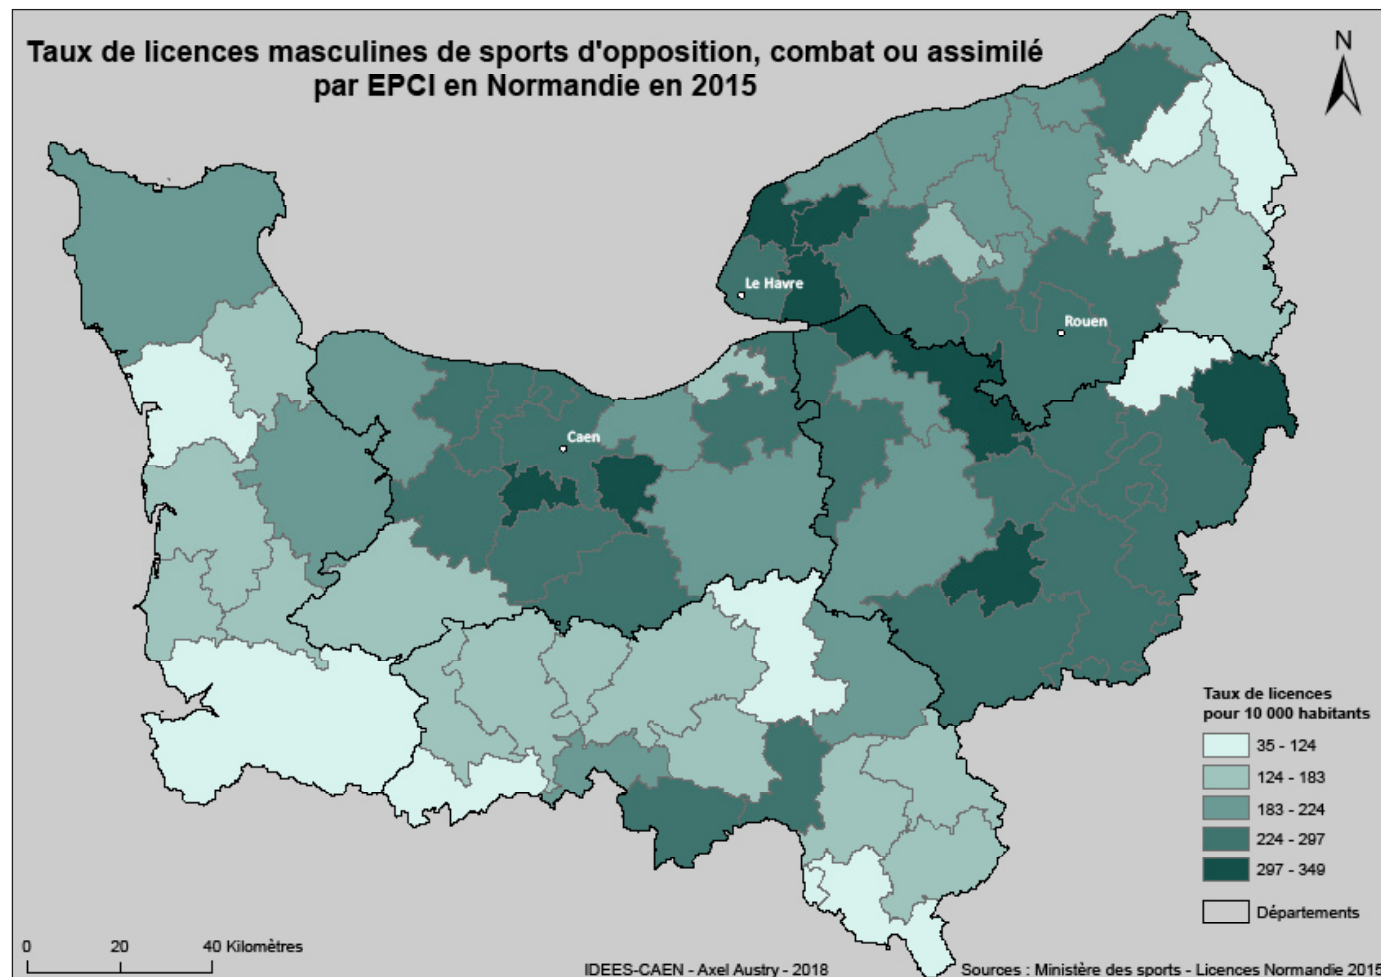 Taux de licences masculines de sports d'opposition, combat ou assimilé
par EPCI en Normandie en 2015
N
Le Havre
Rouen
Caen
Taux de licences
pour 10 000 habitants
35 - 124
124 - 183
183 - 224
224 - 297
297 - 349
Départements
0 20 40 Kilomètres
IDEES-CAEN - Axel Austry - 2018
Sources : Ministère des sports - Licences Normandie 2015